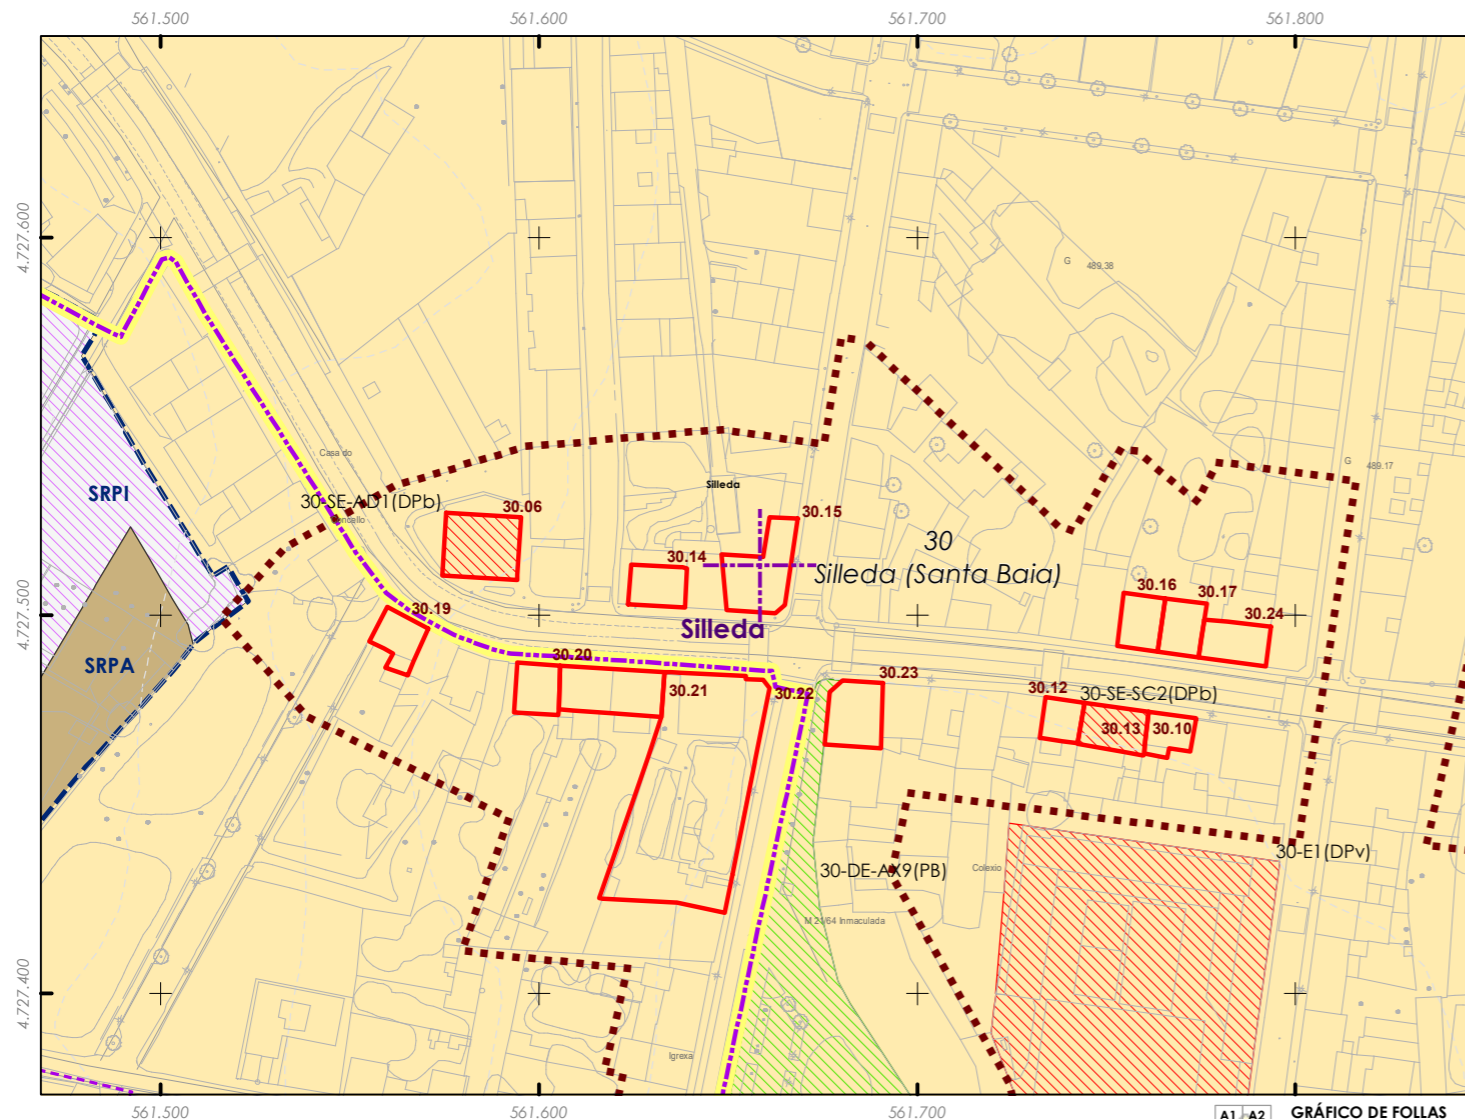 561.500 561.600 561.700 561.800
4.727.600
G 489.38
Casa do
Concello
30-SE-AD1(DPb)
SRPI
30.06
Silleda
30.15
30
Silleda (Santa Baia)
G 489.17
30.14
4.727.500
30.16
30.17
30.24
30.19
Silleda
SRPA
30.20
30.21
30.22
30.23
30.12
30-SE-SC2(DPb)
30.13
30.10
30-E1(DPv)
30-DE-AX9(PB)
Colexio
M 21/64 Inmaculada
4.727.400
Igrexa
561.500 561.600 561.700 561.800
A1 A2
GRÁFICO DE FOLLAS